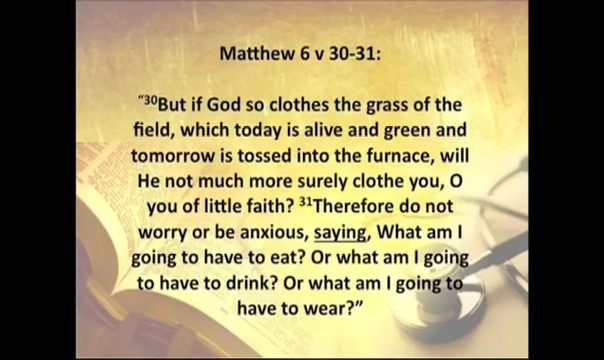 Matthew 6 v 30-31:
“³⁰But if God so clothes the grass of the
field, which today is alive and green and
tomorrow is tossed into the furnace, will
He not much more surely clothe you, O
you of little faith? ³¹Therefore do not
worry or be anxious, saying, What am I
going to have to eat? Or what am I going
to have to drink? Or what am I going to
have to wear?”